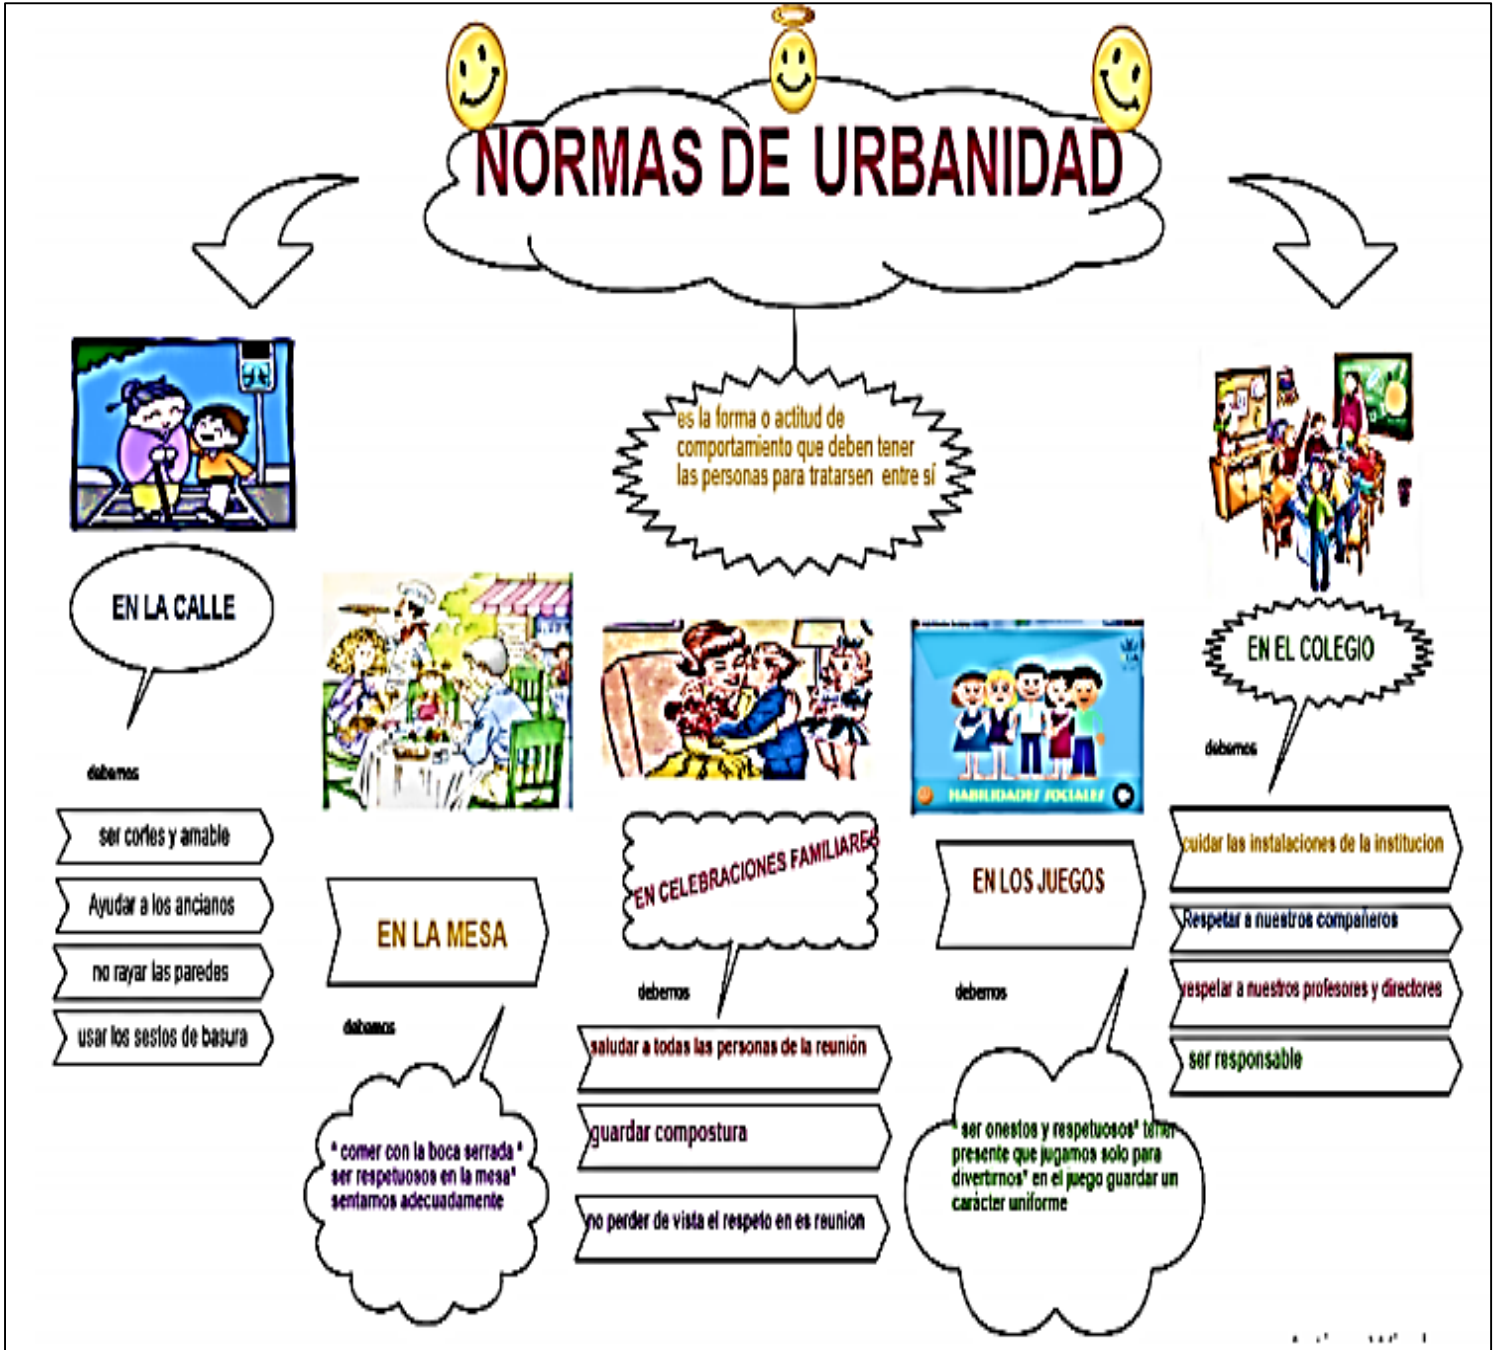 NORMAS DE URBANIDAD
es la forma o actitud de
comportamiento que deben tener
las personas para tratarsen entre sí
EN LA CALLE
debemos
ser cortes y amable
Ayudar a los ancianos
no rayar las paredes
usar los sestos de basura
EN LA MESA
debemos
" comer con la boca serrada "
ser respetuosos en la mesa"
sentarnos adecuadamente
EN CELEBRACIONES FAMILIARES
debemos
saludar a todas las personas de la reunión
guardar compostura
no perder de vista el respeto en es reunion
HABILIDADES SOCIALES
EN LOS JUEGOS
debemos
" ser onestos y respetuosos" tener
presente que jugamos solo para
divertirnos" en el juego guardar un
carácter uniforme
EN EL COLEGIO
debemos
cuidar las instalaciones de la institucion
Respetar a nuestros compañeros
respetar a nuestros profesores y directores
ser responsable